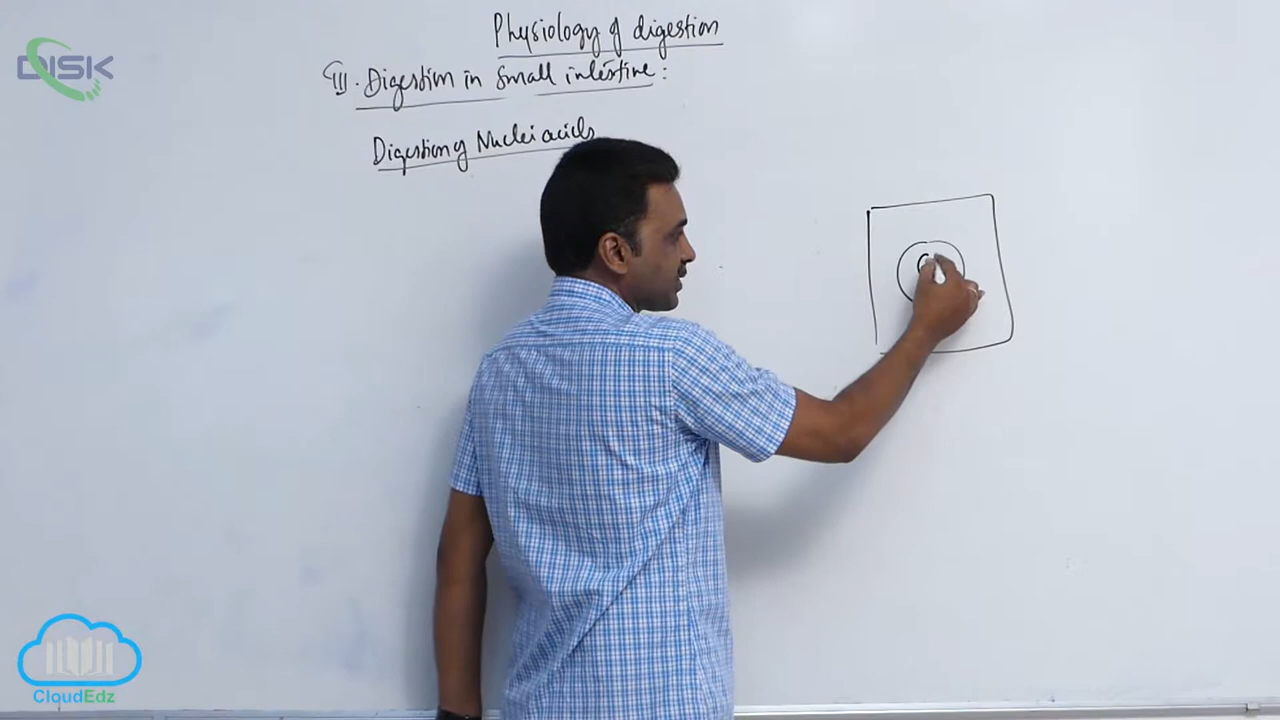 Physiology of digestion
III. Digestion in Small intestine:
Digestion of Nuclei acids
DISK
CloudEdz